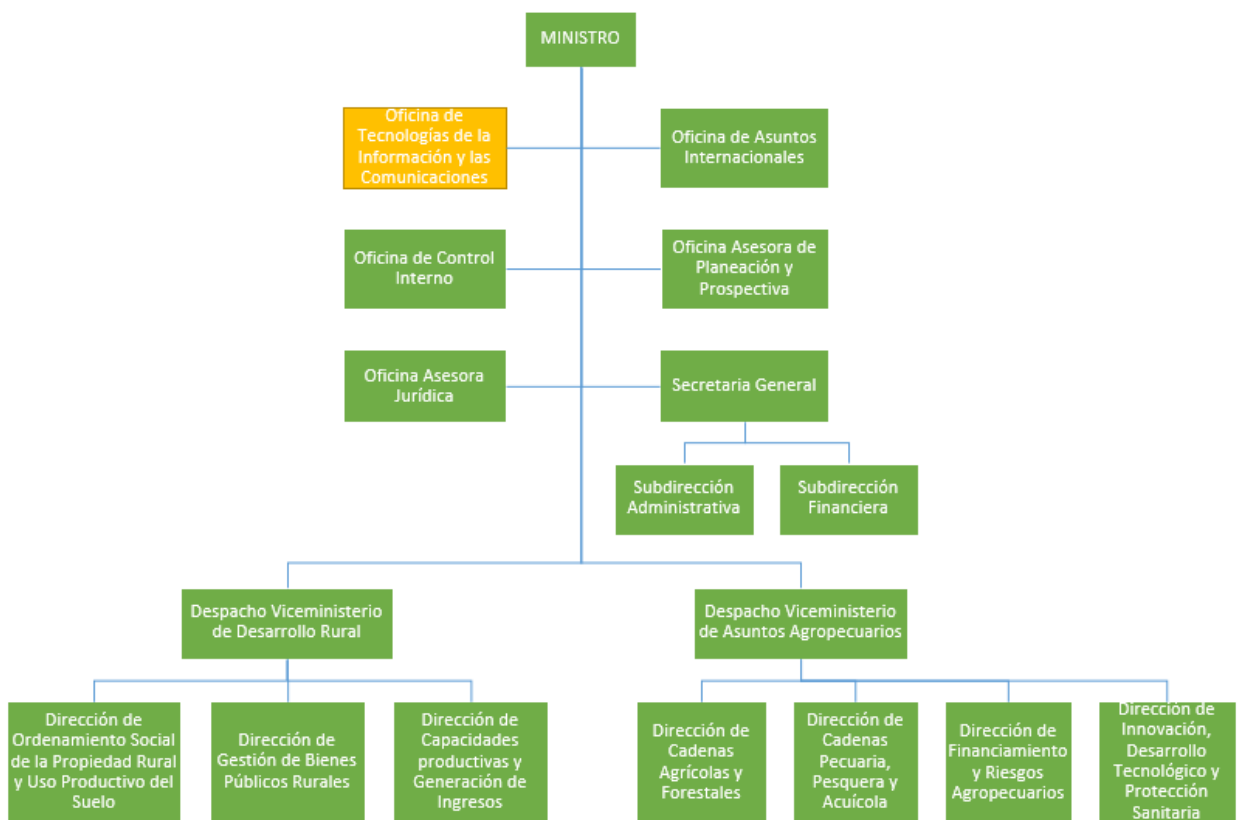 MINISTRO
Oficina de
Tecnologías de la
Información y las
Comunicaciones
Oficina de Asuntos
Internacionales
Oficina de Control
Interno
Oficina Asesora de
Planeación y
Prospectiva
Oficina Asesora
Jurídica
Secretaria General
Subdirección
Administrativa
Subdirección
Financiera
Despacho Viceministerio
de Desarrollo Rural
Despacho Viceministerio
de Asuntos Agropecuarios
Dirección de
Ordenamiento Social
de la Propiedad Rural
y Uso Productivo del
Suelo
Dirección de
Gestión de Bienes
Públicos Rurales
Dirección de
Capacidades
productivas y
Generación de
Ingresos
Dirección de
Cadenas
Agrícolas y
Forestales
Dirección de
Cadenas
Pecuaria,
Pesquera y
Acuícola
Dirección de
Financiamiento
y Riesgos
Agropecuarios
Dirección de
Innovación,
Desarrollo
Tecnológico y
Protección
Sanitaria